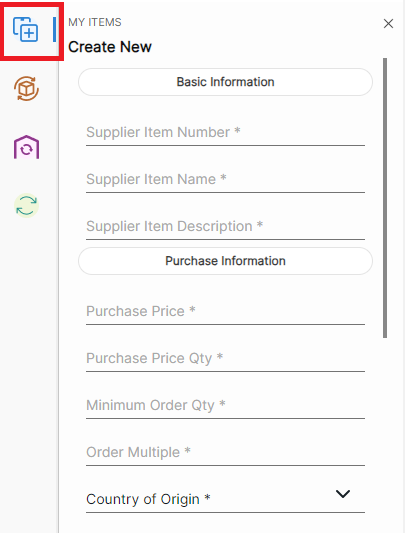 MY ITEMS
Create New
Basic Information
Supplier Item Number *
Supplier Item Name *
Supplier Item Description *
Purchase Information
Purchase Price *
Purchase Price Qty *
Minimum Order Qty *
Order Multiple *
Country of Origin *